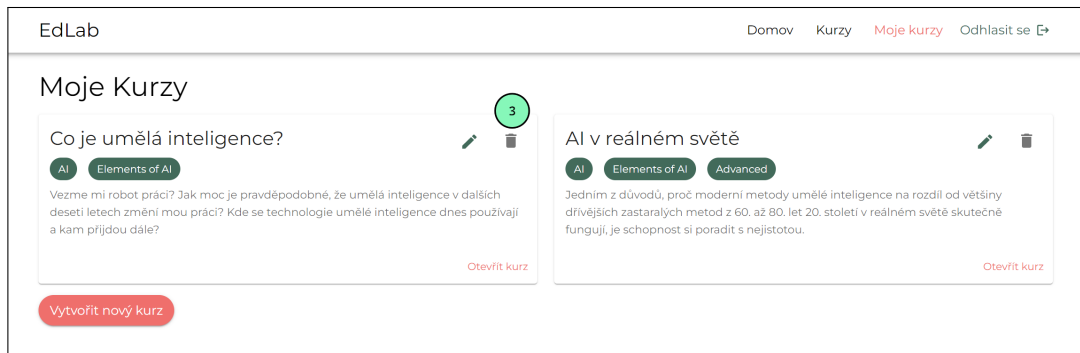 EdLab
Domov Kurzy Moje kurzy Odhlasit se
Moje Kurzy
3
Co je umělá inteligence?
AI Elements of AI
Vezme mi robot práci? Jak moc je pravděpodobné, že umělá inteligence v dalších
deseti letech změní mou práci? Kde se technologie umělé inteligence dnes používají
a kam přijdou dále?
Otevřít kurz
AI v reálném světě
AI Elements of AI Advanced
Jedním z důvodů, proč moderní metody umělé inteligence na rozdíl od většiny
dřívějších zastaralých metod z 60. až 80. let 20. století v reálném světě skutečně
fungují, je schopnost si poradit s nejistotou.
Otevřít kurz
Vytvořit nový kurz